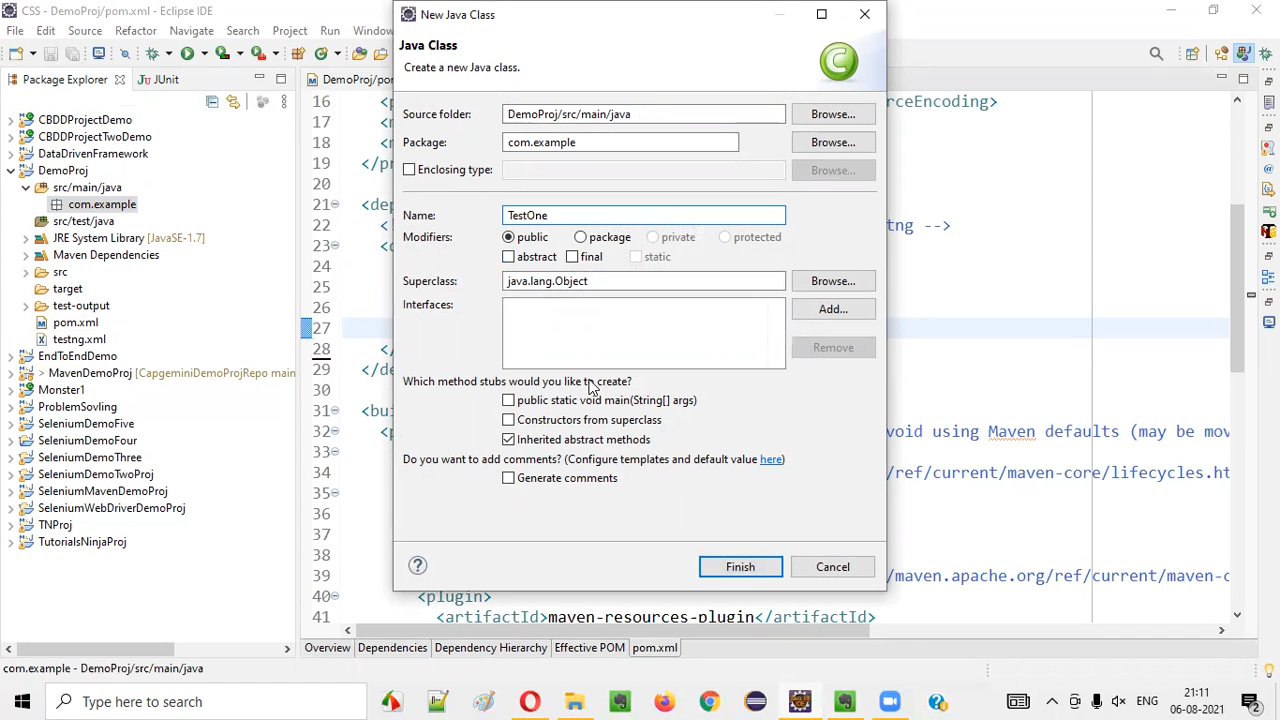 CSS - DemoProj/pom.xml - Eclipse IDE
File Edit Source Refactor Navigate Search Project Run Window
Package Explorer
JUnit
CBDDProjectDemo
CBDDProjectTwoDemo
DataDrivenFramework
DemoProj
src/main/java
com.example
src/test/java
JRE System Library [JavaSE-1.7]
Maven Dependencies
src
target
test-output
pom.xml
testng.xml
EndToEndDemo
> MavenDemoProj [CapgeminiDemoProjRepo main
Monster1
ProblemSovling
SeleniumDemoFive
SeleniumDemoFour
SeleniumDemoThree
SeleniumDemoTwoProj
SeleniumMavenDemoProj
SeleniumWebDriverDemoProj
TNProj
TutorialsNinjaProj
DemoProj/po
16 <p rceEncoding>
17 <m
18 <m
19 </pr
20
21 <dep
22 <! tng -->
23 <d
24
25
26
27
28 </
29 </de
30
31 <bui
32 <p void using Maven defaults (may be mov
33
34 /ref/current/maven-core/lifecycles.ht
35
36
37
38
39 /maven.apache.org/ref/current/maven-c
40 <plugin>
41 <artifactId>maven-resources-plugin</artifactId>
New Java Class
Java Class
Create a new Java class.
C
Source folder: DemoProj/src/main/java Browse...
Package: com.example Browse...
Enclosing type: Browse...
Name: TestOne
Modifiers: public package private protected
abstract final static
Superclass: java.lang.Object Browse...
Interfaces: Add...
Remove
Which method stubs would you like to create?
public static void main(String[] args)
Constructors from superclass
Inherited abstract methods
Do you want to add comments? (Configure templates and default value here)
Generate comments
Finish Cancel
Overview Dependencies Dependency Hierarchy Effective POM pom.xml
com.example - DemoProj/src/main/java
Type here to search
ENG
21:11
06-08-2021
2